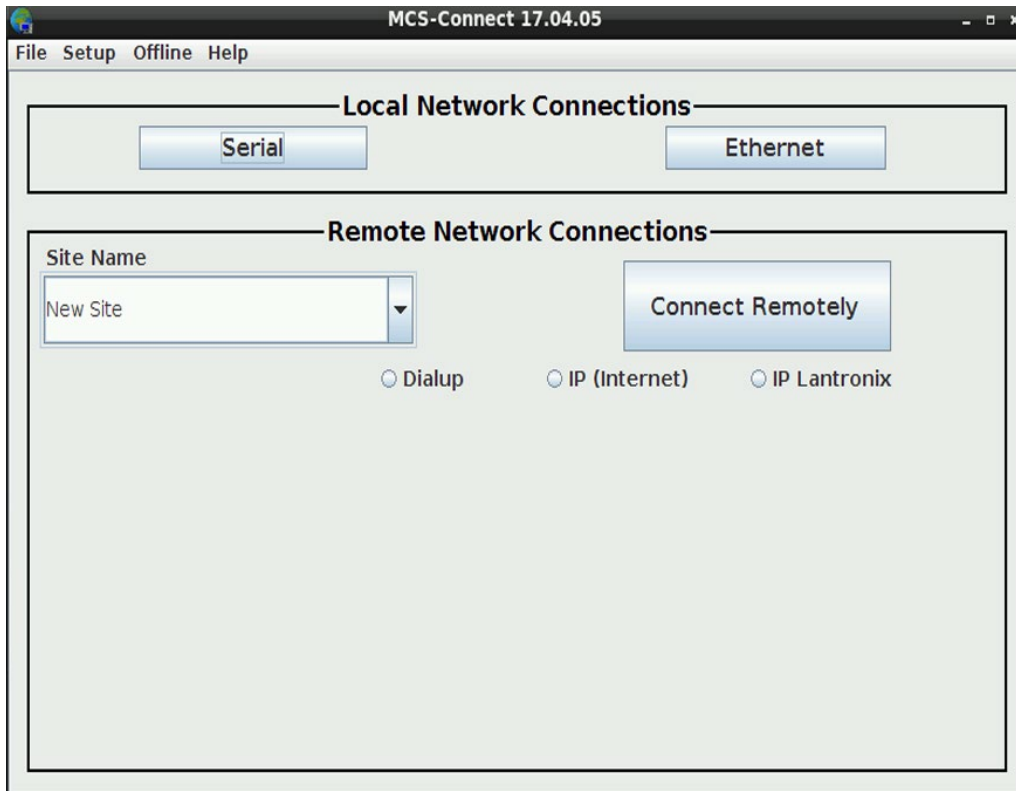 MCS-Connect 17.04.05
File Setup Offline Help
Local Network Connections
Serial Ethernet
Remote Network Connections
Site Name
New Site
Connect Remotely
Dialup IP (Internet) IP Lantronix